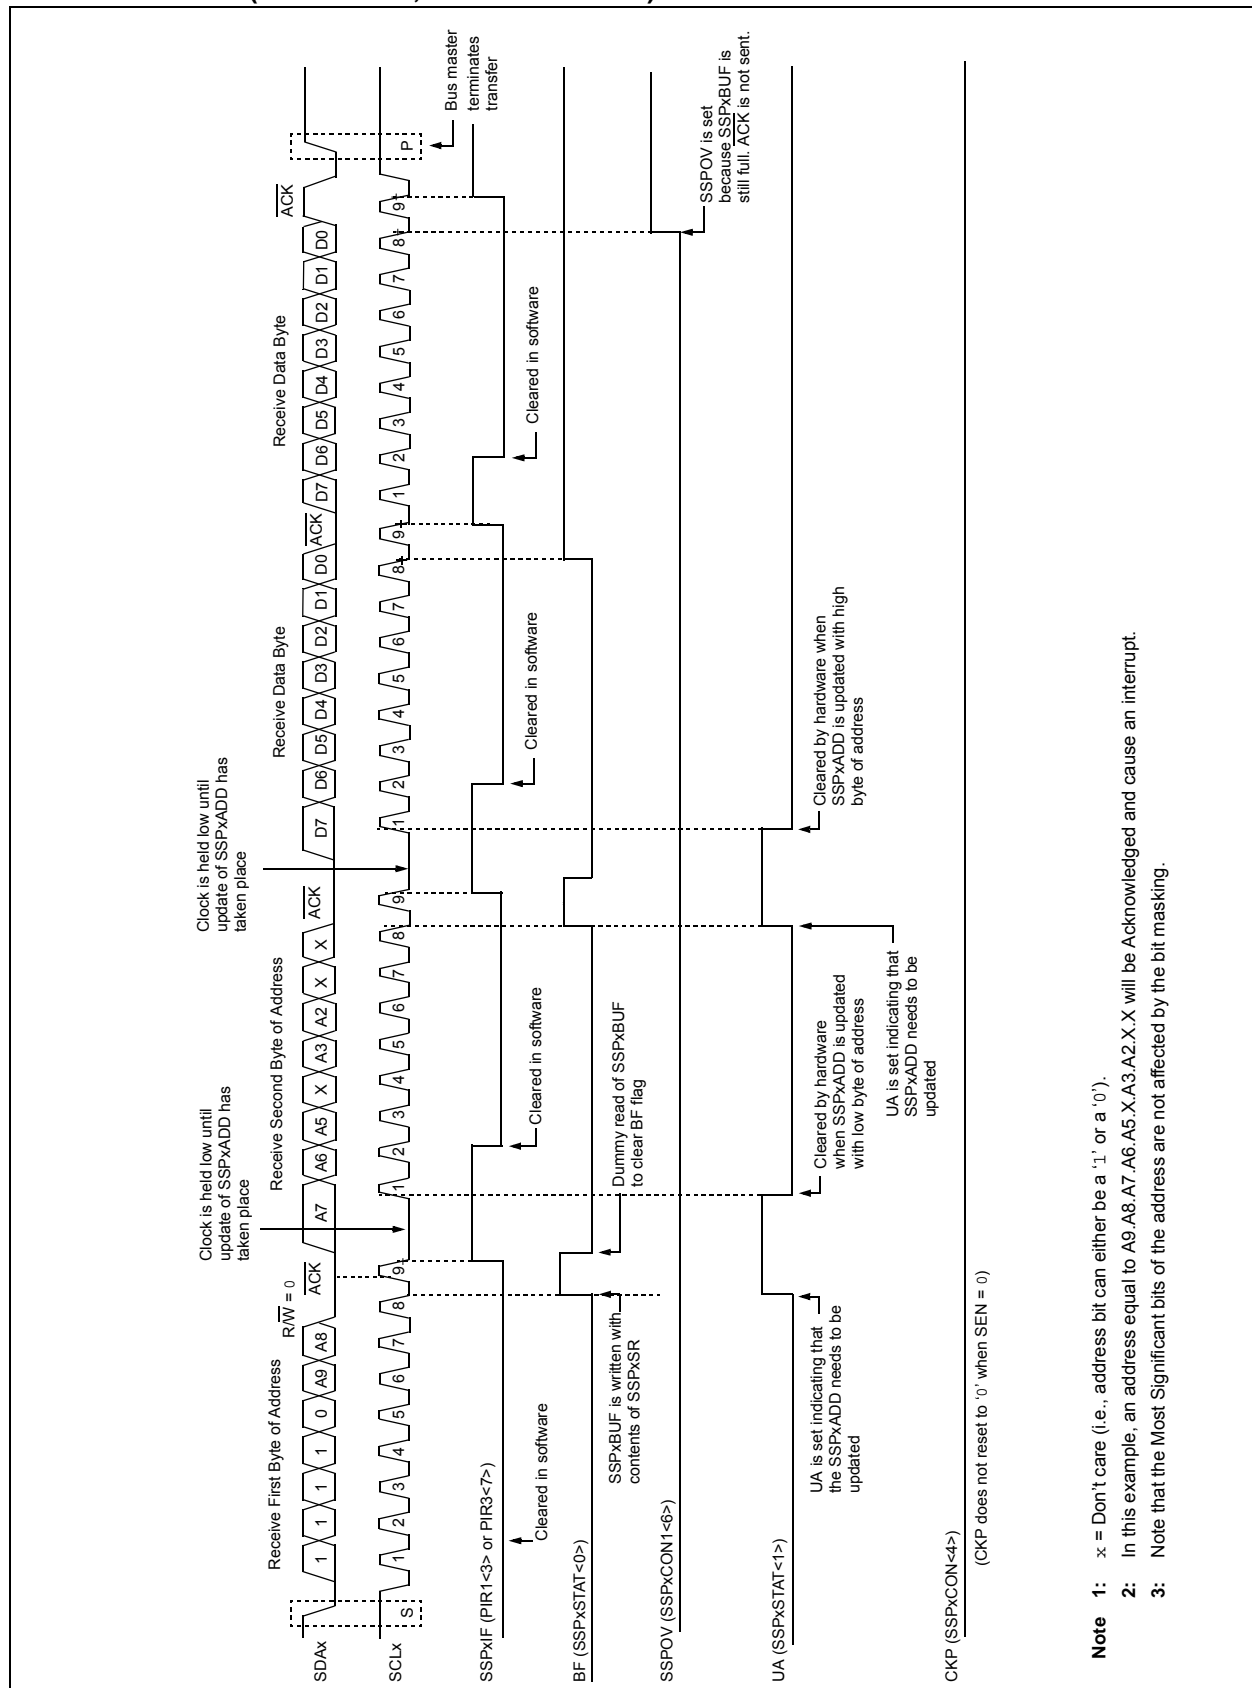 Receive First Byte of Address
R/W = 0
ACK
Clock is held low until
update of SSPxADD has
taken place
Receive Second Byte of Address
ACK
Clock is held low until
update of SSPxADD has
taken place
Receive Data Byte
ACK
Receive Data Byte
ACK
SDAx
1 1 1 1 0 A9 A8
A7 A6 A5 X A3 A2 X X
D7 D6 D5 D4 D3 D2 D1 D0
D7 D6 D5 D4 D3 D2 D1 D0
SCLx
S
1 2 3 4 5 6 7 8 9
1 2 3 4 5 6 7 8 9
1 2 3 4 5 6 7 8 9
1 2 3 4 5 6 7 8 9
P
Bus master
terminates
transfer
SSPxIF (PIR1<3> or PIR3<7>)
Cleared in software
Cleared in software
Cleared in software
Cleared in software
BF (SSPxSTAT<0>)
SSPxBUF is written with
contents of SSPxSR
Dummy read of SSPxBUF
to clear BF flag
SSPOV (SSPxCON1<6>)
SSPOV is set
because SSPxBUF is
still full. ACK is not sent.
UA (SSPxSTAT<1>)
UA is set indicating that
the SSPxADD needs to be
updated
Cleared by hardware
when SSPxADD is updated
with low byte of address
UA is set indicating that
SSPxADD needs to be
updated
Cleared by hardware when
SSPxADD is updated with high
byte of address
CKP (SSPxCON<4>)
(CKP does not reset to ‘0’ when SEN = 0)
Note 1: x = Don't care (i.e., address bit can either be a ‘1’ or a ‘0’).
2: In this example, an address equal to A9.A8.A7.A6.A5.X.A3.A2.X.X will be Acknowledged and cause an interrupt.
3: Note that the Most Significant bits of the address are not affected by the bit masking.